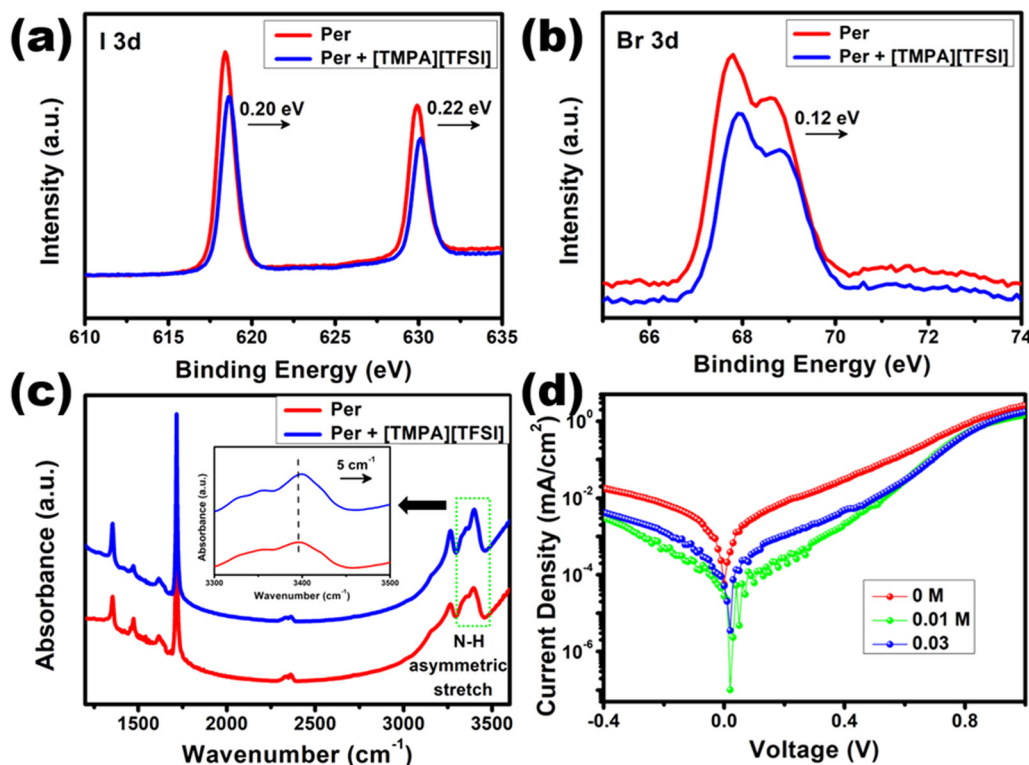 (a)
I 3d
Per
Per + [TMPA][TFSI]
0.20 eV
0.22 eV
Intensity (a.u.)
610 615 620 625 630 635
Binding Energy (eV)
(b)
Br 3d
Per
Per + [TMPA][TFSI]
0.12 eV
Intensity (a.u.)
66 68 70 72 74
Binding Energy (eV)
(c)
Per
Per + [TMPA][TFSI]
5 cm⁻¹
Absorbance (a.u.)
3300 3400 3500
Wavenumber (cm⁻¹)
N-H
asymmetric
stretch
Absorbance (a.u.)
1500 2000 2500 3000 3500
Wavenumber (cm⁻¹)
(d)
10⁰
10⁻²
10⁻⁴
10⁻⁶
Current Density (mA/cm²)
0 M
0.01 M
0.03
-0.4 0.0 0.4 0.8
Voltage (V)